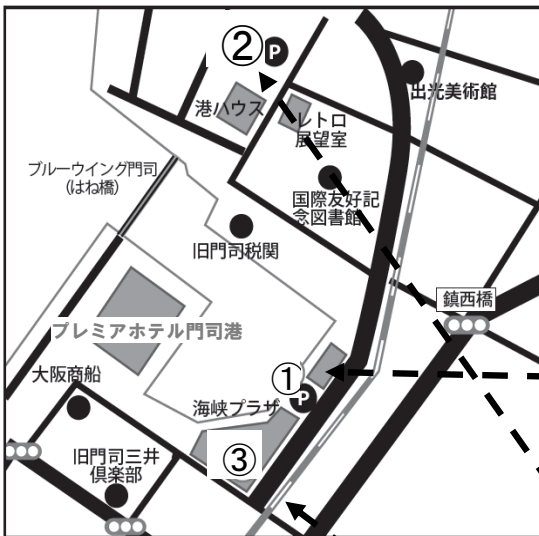 ②
P
出光美術館
港ハウス
レトロ
展望室
ブルーウイング門司
(はね橋)
国際友好記
念図書館
旧門司税関
鎮西橋
プレミアホテル門司港
大阪商船
①
P
海峡プラザ
旧門司三井
倶楽部
③